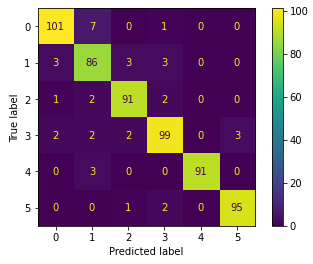 0 101 7 0 1 0 0
1 3 86 3 3 0 0
2 1 2 91 2 0 0
3 2 2 2 99 0 3
4 0 3 0 0 91 0
5 0 0 1 2 0 95
0 1 2 3 4 5
Predicted label
True label
100
80
60
40
20
0